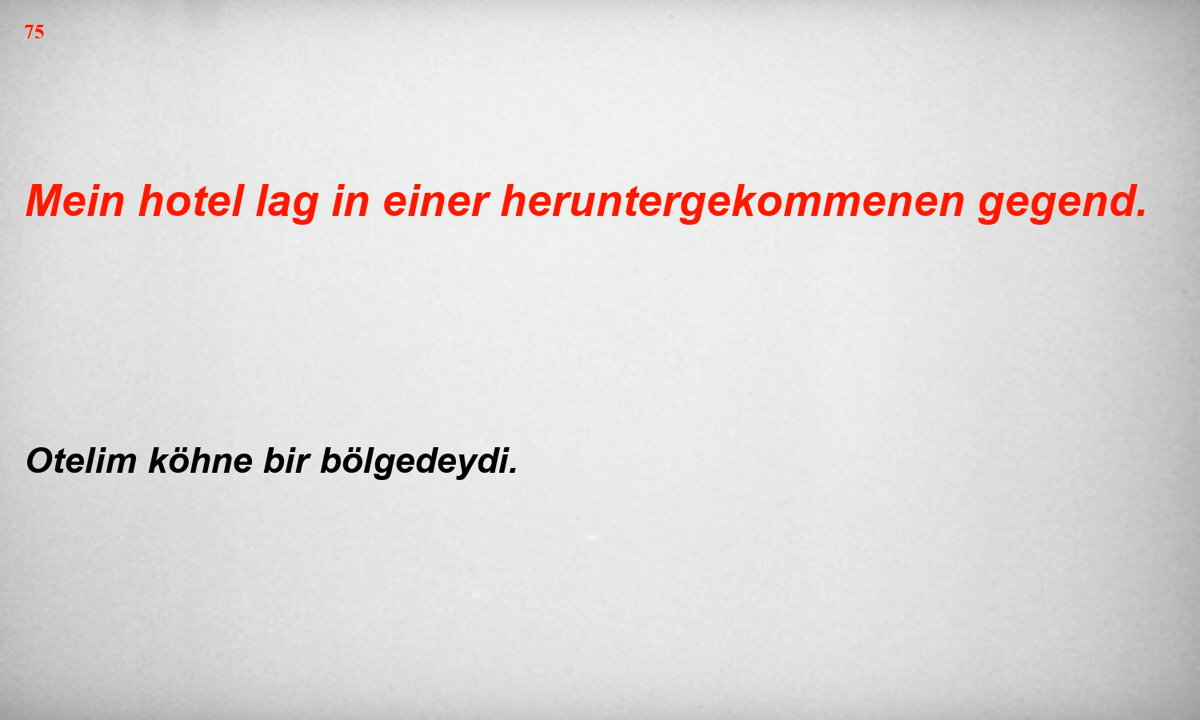 75
Mein hotel lag in einer heruntergekommenen gegend.
Otelim köhne bir bölgedeydi.